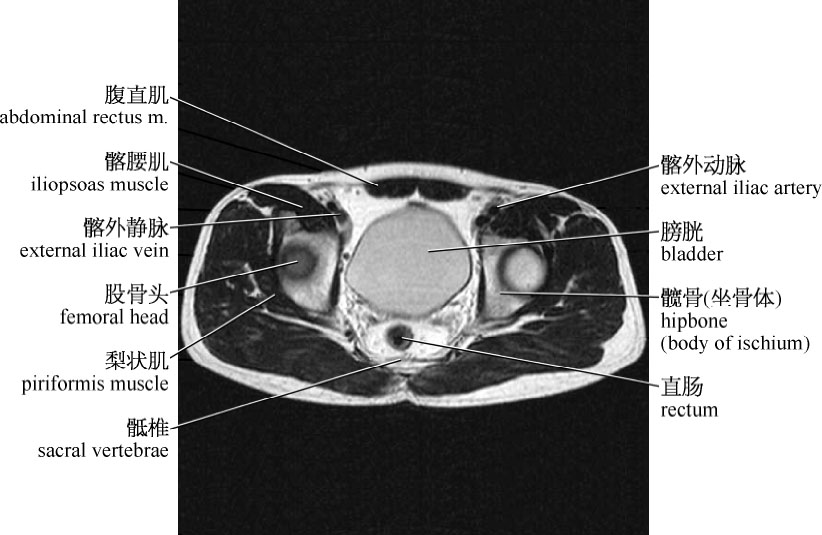 腹直肌
abdominal rectus m.
髂腰肌
iliopsoas muscle
髂外静脉
external iliac vein
股骨头
femoral head
梨状肌
piriformis muscle
骶椎
sacral vertebrae
髂外动脉
external iliac artery
膀胱
bladder
髋骨(坐骨体)
hipbone
(body of ischium)
直肠
rectum